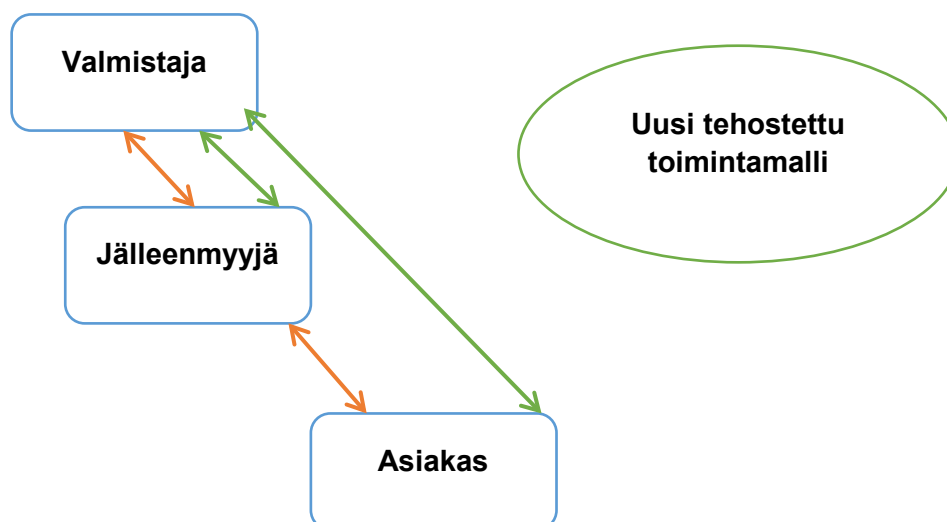 Valmistaja
Uusi tehostettu
toimintamalli
Jälleenmyyjä
Asiakas